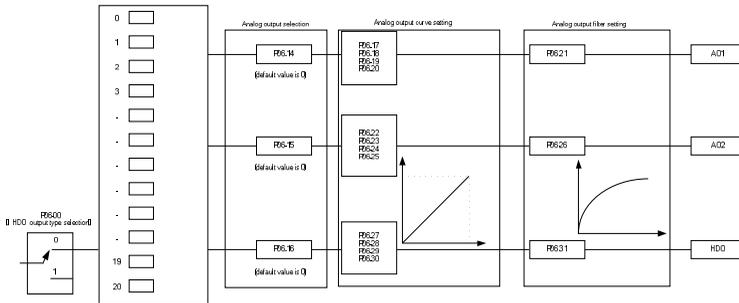 Analog output selection
Analog output curve setting
Analog output filter setting
0
1
2
3
.
.
.
.
.
.
19
20
P06.14
(default value is 0)
P06.17
P06.18
P06.19
P06.20
P06.21
AO1
P06.15
(default value is 0)
P06.22
P06.23
P06.24
P06.25
P06.26
AO2
P06.00
HDO output type selection
0
1
P06.16
(default value is 0)
P06.27
P06.28
P06.29
P06.30
P06.31
HDO